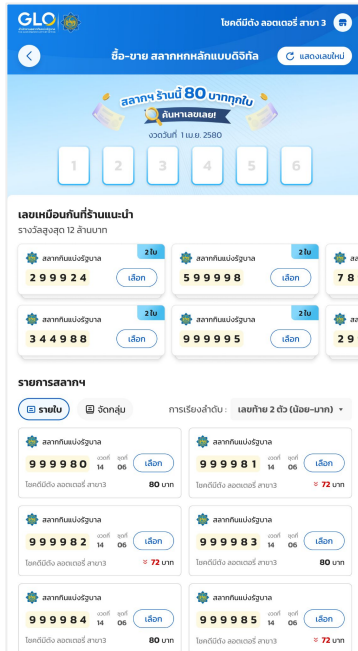 GLO
โชคดีมีดัง ลอตเตอรี่ สาขา 3
ซื้อ-ขาย สลากหกหลักแบบดิจิทัล
แสดงเลขใหม่
สลากฯ ร้านนี้ 80 บาททุกใบ
ค้นหาเลขเลย!
งวดวันที่ 1 เม.ย. 2580
1 2 3 4 5 6
เลขเหมือนกันที่ร้านแนะนำ
รางวัลสูงสุด 12 ล้านบาท
2 ใบ
สลากกินแบ่งรัฐบาล
299924
เลือก
2 ใบ
สลากกินแบ่งรัฐบาล
599998
เลือก
78
2 ใบ
สลากกินแบ่งรัฐบาล
344988
เลือก
2 ใบ
สลากกินแบ่งรัฐบาล
999995
เลือก
29
รายการสลากฯ
รายใบ
จัดกลุ่ม
การเรียงลำดับ : เลขท้าย 2 ตัว (น้อย-มาก)
สลากกินแบ่งรัฐบาล
999980
งวดที่ 14
ชุดที่ 06
เลือก
โชคดีมีดัง ลอตเตอรี่ สาขา3
80 บาท
สลากกินแบ่งรัฐบาล
999981
งวดที่ 14
ชุดที่ 06
เลือก
โชคดีมีดัง ลอตเตอรี่ สาขา3
72 บาท
สลากกินแบ่งรัฐบาล
999982
งวดที่ 14
ชุดที่ 06
เลือก
โชคดีมีดัง ลอตเตอรี่ สาขา3
72 บาท
สลากกินแบ่งรัฐบาล
999983
งวดที่ 14
ชุดที่ 06
เลือก
โชคดีมีดัง ลอตเตอรี่ สาขา3
80 บาท
สลากกินแบ่งรัฐบาล
999984
งวดที่ 14
ชุดที่ 06
เลือก
โชคดีมีดัง ลอตเตอรี่ สาขา3
80 บาท
สลากกินแบ่งรัฐบาล
999985
งวดที่ 14
ชุดที่ 06
เลือก
โชคดีมีดัง ลอตเตอรี่ สาขา3
72 บาท